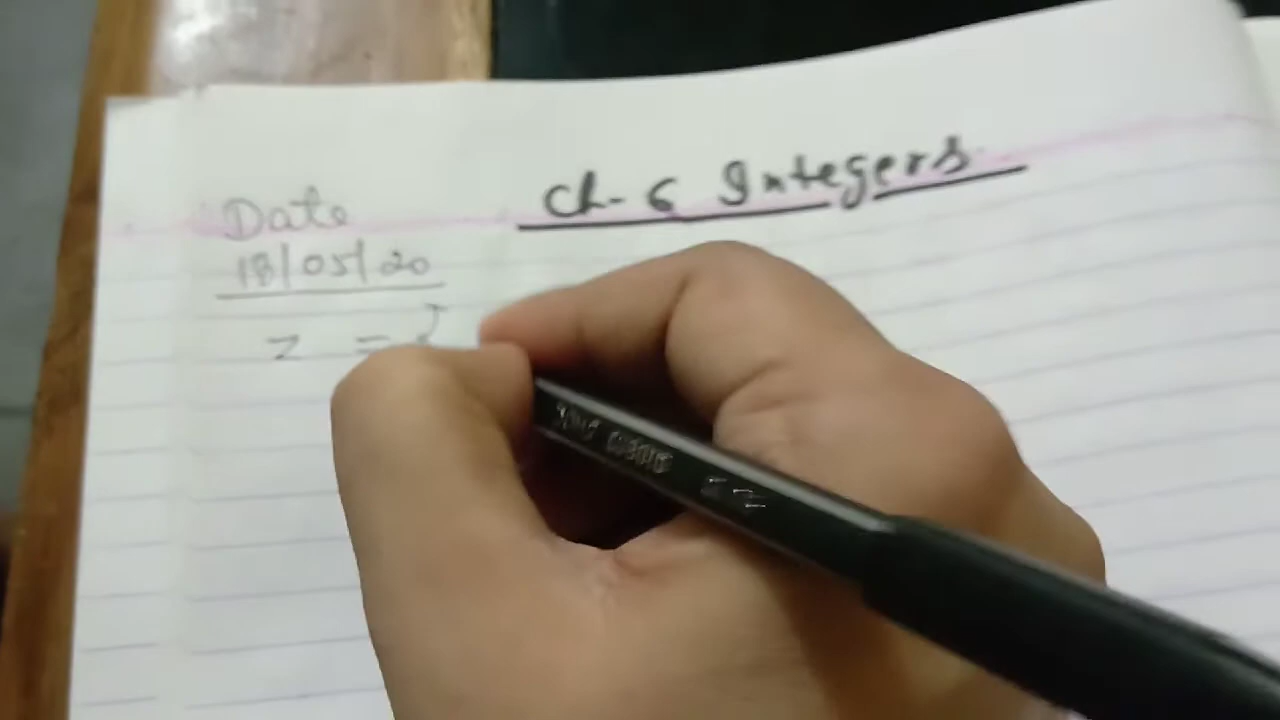 Ch-6 Integers
Date
18/05/20
Z = {